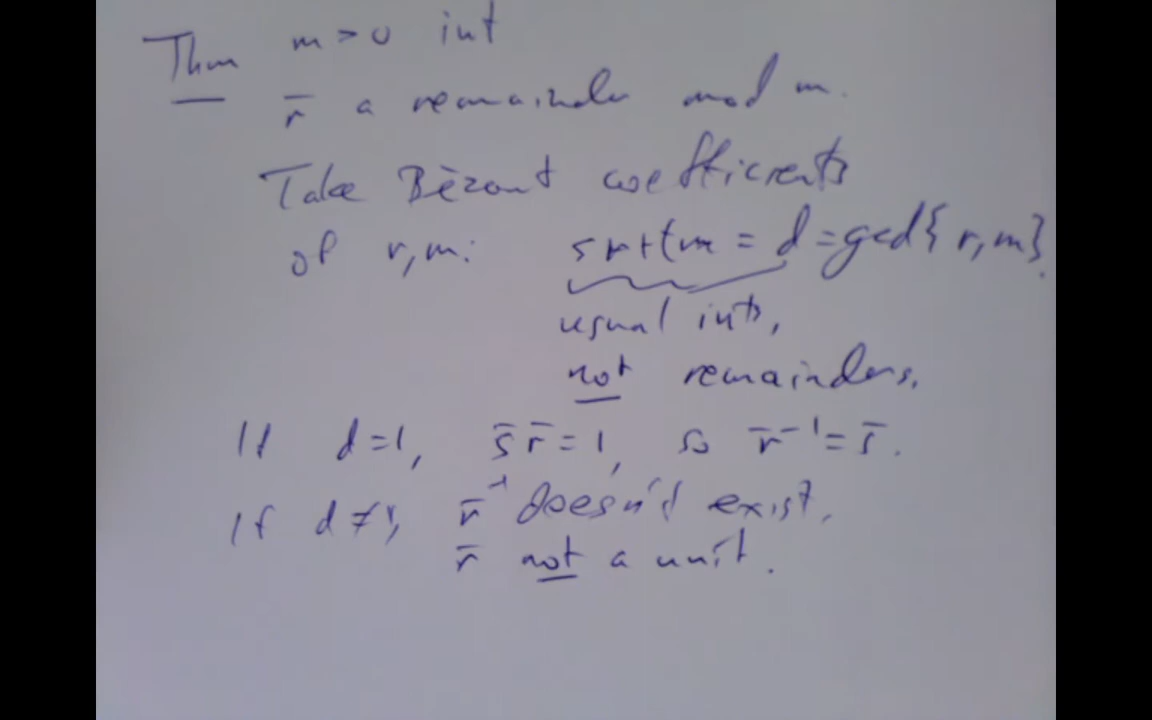 Thm m > 0 int
r̄ a remainder mod m.
Take Bèzout coefficients
of r, m: sr+tm = d = gcd{r,m}.
usual ints,
not remainders.
If d=1, s̄ r̄ = 1, so r̄⁻¹ = s̄.
If d≠1, r̄⁻¹ doesn't exist,
r̄ not a unit.